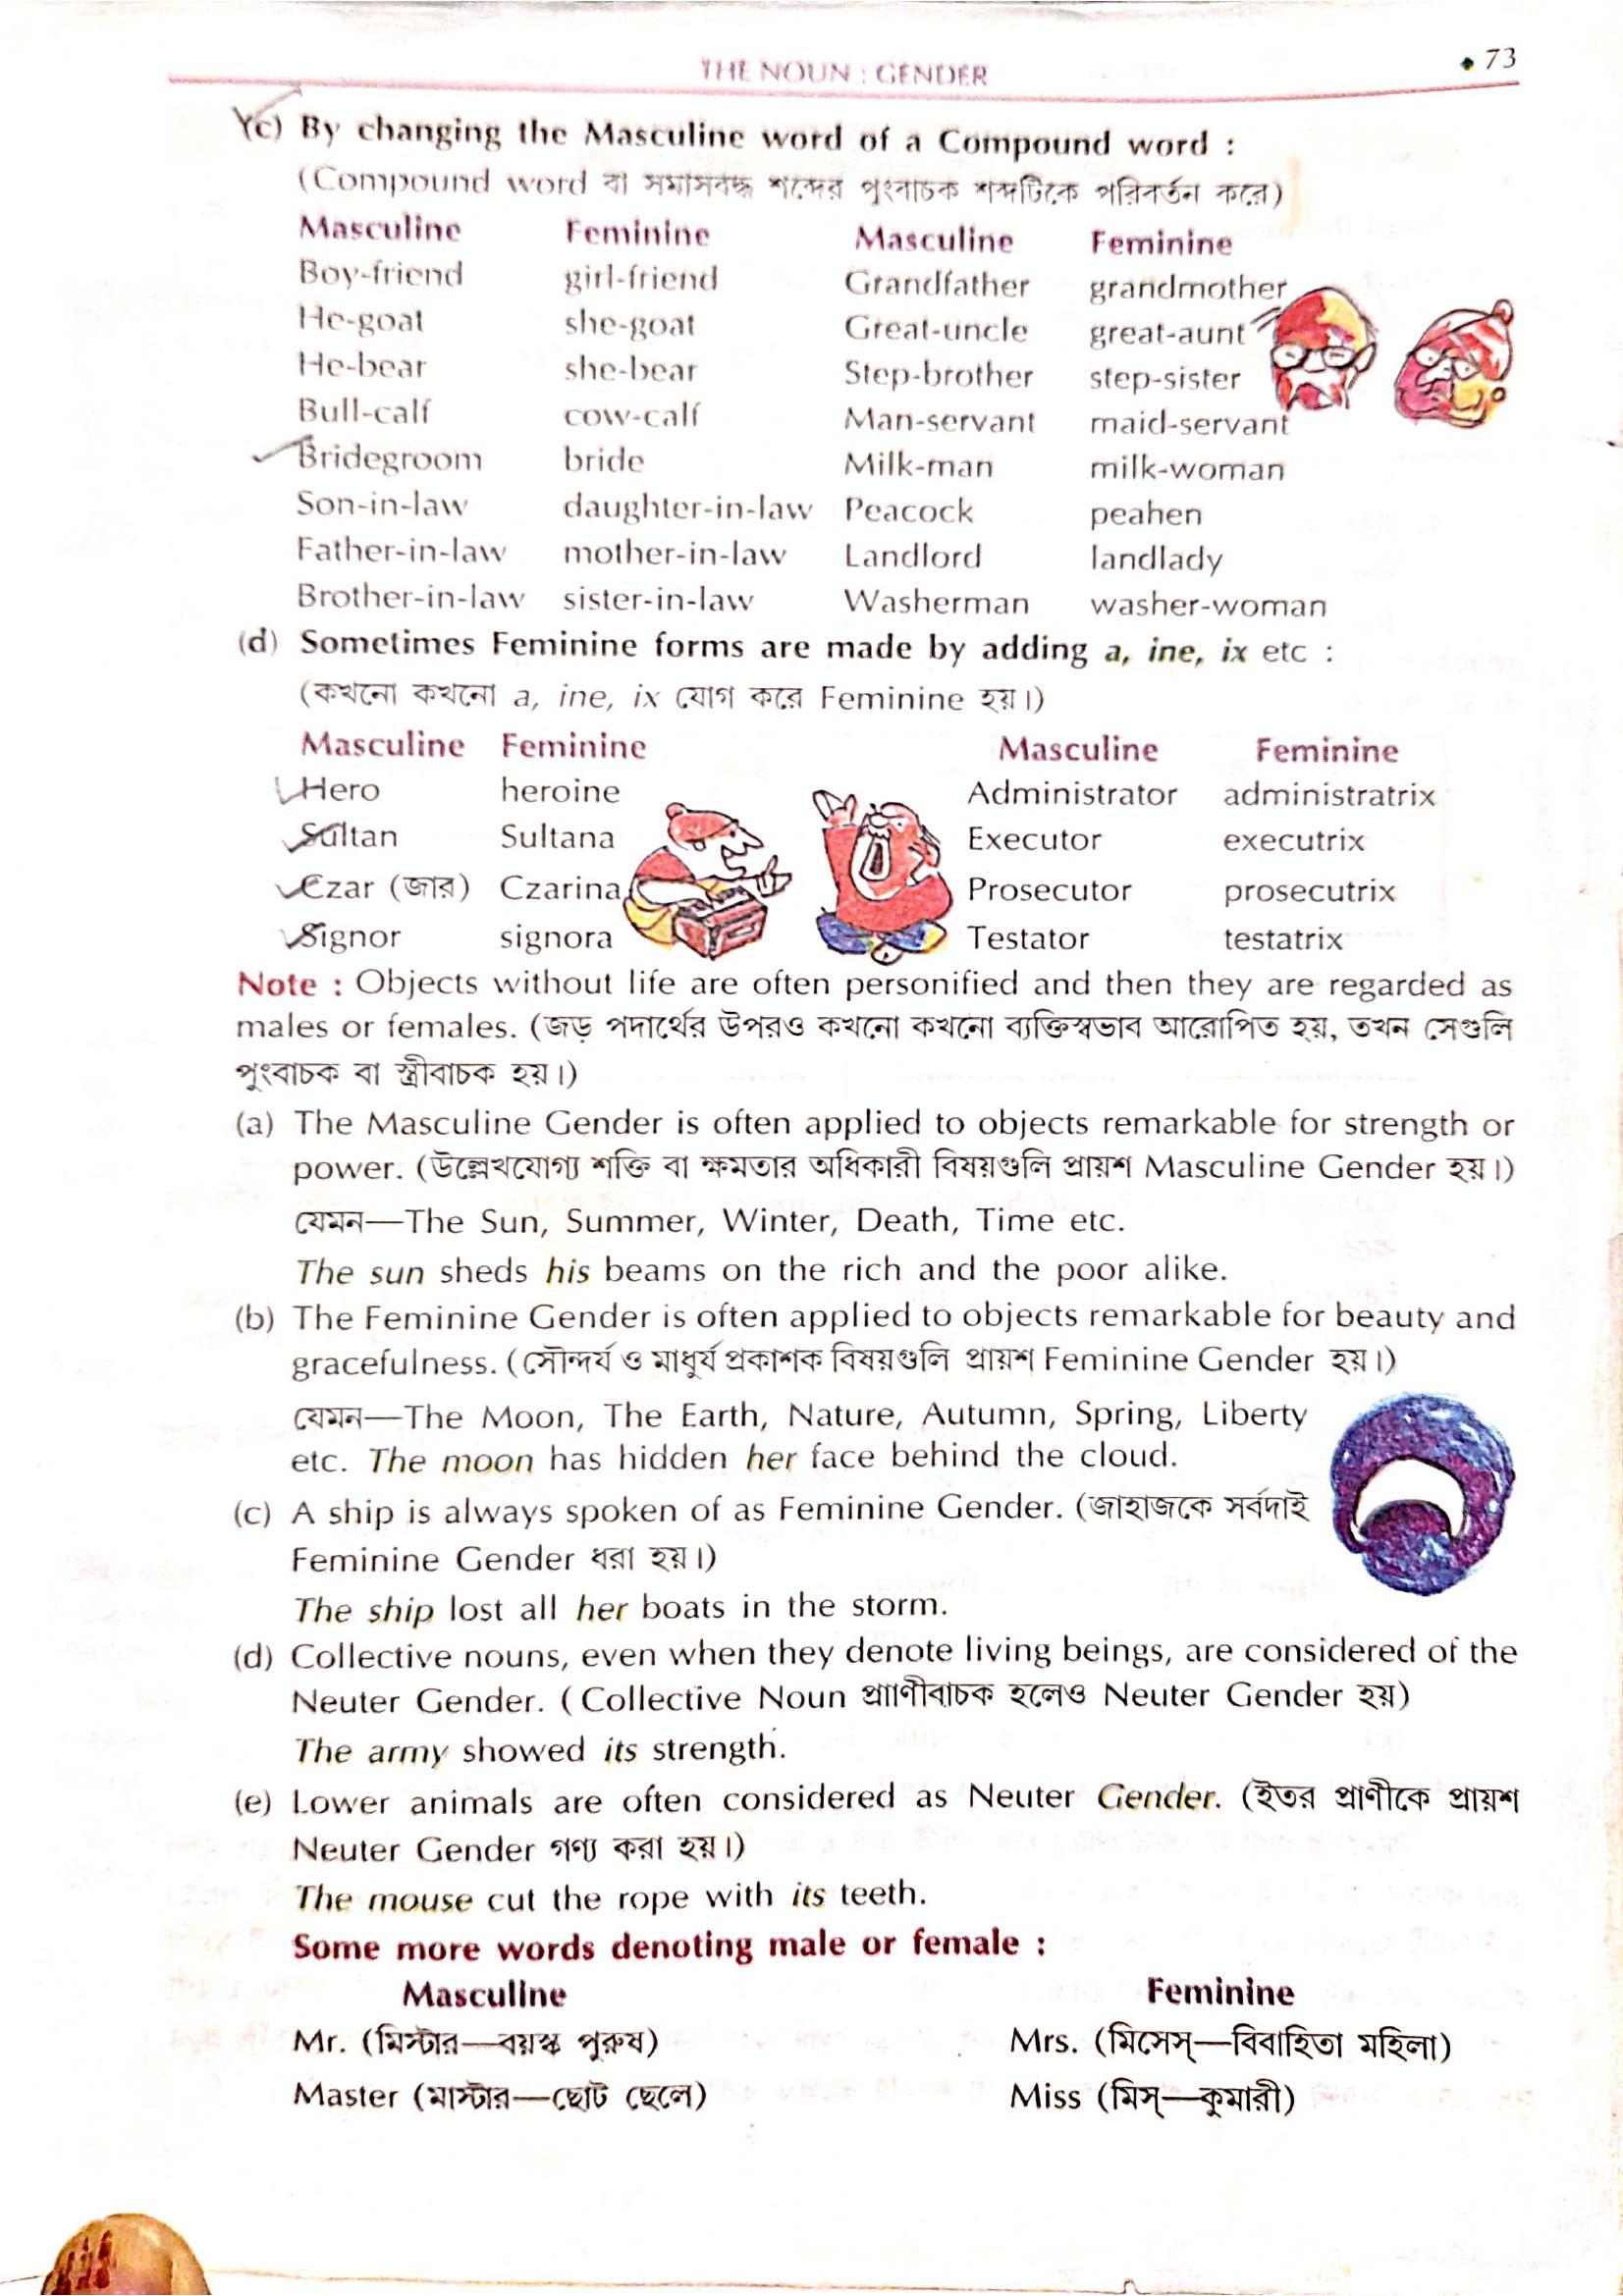 THE NOUN : GENDER
• 73
(c) By changing the Masculine word of a Compound word :
(Compound word বা সমাসবদ্ধ শব্দের পুংবাচক শব্দটিকে পরিবর্তন করে)
Masculine Feminine Masculine Feminine
Boy-friend girl-friend Grandfather grandmother
He-goat she-goat Great-uncle great-aunt
He-bear she-bear Step-brother step-sister
Bull-calf cow-calf Man-servant maid-servant
Bridegroom bride Milk-man milk-woman
Son-in-law daughter-in-law Peacock peahen
Father-in-law mother-in-law Landlord landlady
Brother-in-law sister-in-law Washerman washer-woman
(d) Sometimes Feminine forms are made by adding a, ine, ix etc :
(কখনো কখনো a, ine, ix যোগ করে Feminine হয়।)
Masculine Feminine Masculine Feminine
Hero heroine Administrator administratrix
Sultan Sultana Executor executrix
Czar (জার) Czarina Prosecutor prosecutrix
Signor signora Testator testatrix
Note : Objects without life are often personified and then they are regarded as
males or females. (জড় পদার্থের উপরও কখনো কখনো ব্যক্তিস্বভাব আরোপিত হয়, তখন সেগুলি
পুংবাচক বা স্ত্রীবাচক হয়।)
(a) The Masculine Gender is often applied to objects remarkable for strength or
power. (উল্লেখযোগ্য শক্তি বা ক্ষমতার অধিকারী বিষয়গুলি প্রায়শ Masculine Gender হয়।)
যেমন—The Sun, Summer, Winter, Death, Time etc.
The sun sheds his beams on the rich and the poor alike.
(b) The Feminine Gender is often applied to objects remarkable for beauty and
gracefulness. (সৌন্দর্য ও মাধুর্য প্রকাশক বিষয়গুলি প্রায়শ Feminine Gender হয়।)
যেমন—The Moon, The Earth, Nature, Autumn, Spring, Liberty
etc. The moon has hidden her face behind the cloud.
(c) A ship is always spoken of as Feminine Gender. (জাহাজকে সর্বদাই
Feminine Gender ধরা হয়।)
The ship lost all her boats in the storm.
(d) Collective nouns, even when they denote living beings, are considered of the
Neuter Gender. ( Collective Noun প্রাণীবাচক হলেও Neuter Gender হয়)
The army showed its strength.
(e) Lower animals are often considered as Neuter Gender. (ইতর প্রাণীকে প্রায়শ
Neuter Gender গণ্য করা হয়।)
The mouse cut the rope with its teeth.
Some more words denoting male or female :
Masculine Feminine
Mr. (মিস্টার—বয়স্ক পুরুষ) Mrs. (মিসেস্—বিবাহিতা মহিলা)
Master (মাস্টার—ছোট ছেলে) Miss (মিস্—কুমারী)